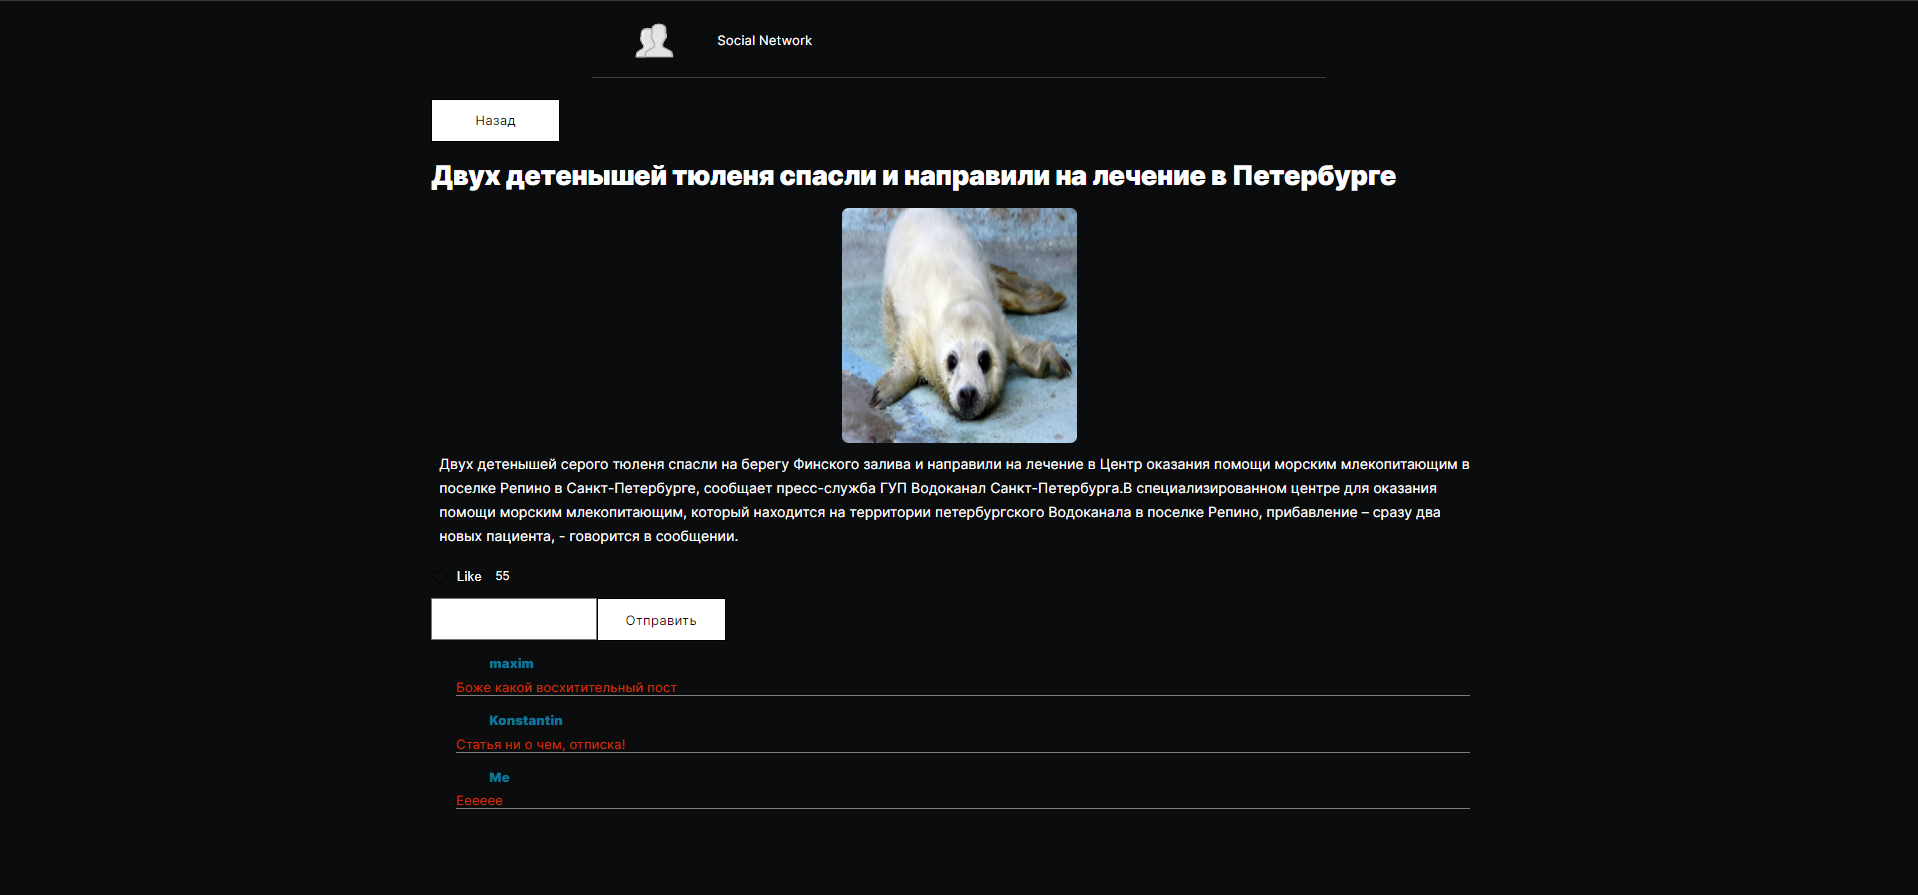 Social Network
Назад
Двух детенышей тюленя спасли и направили на лечение в Петербурге
Двух детенышей серого тюленя спасли на берегу Финского залива и направили на лечение в Центр оказания помощи морским млекопитающим в
поселке Репино в Санкт-Петербурге, сообщает пресс-служба ГУП Водоканал Санкт-Петербурга.В специализированном центре для оказания
помощи морским млекопитающим, который находится на территории петербургского Водоканала в поселке Репино, прибавление – сразу два
новых пациента, - говорится в сообщении.
Like 55
Отправить
maxim
Боже какой восхитительный пост
Konstantin
Статья ни о чем, отписка!
Me
Ееееее